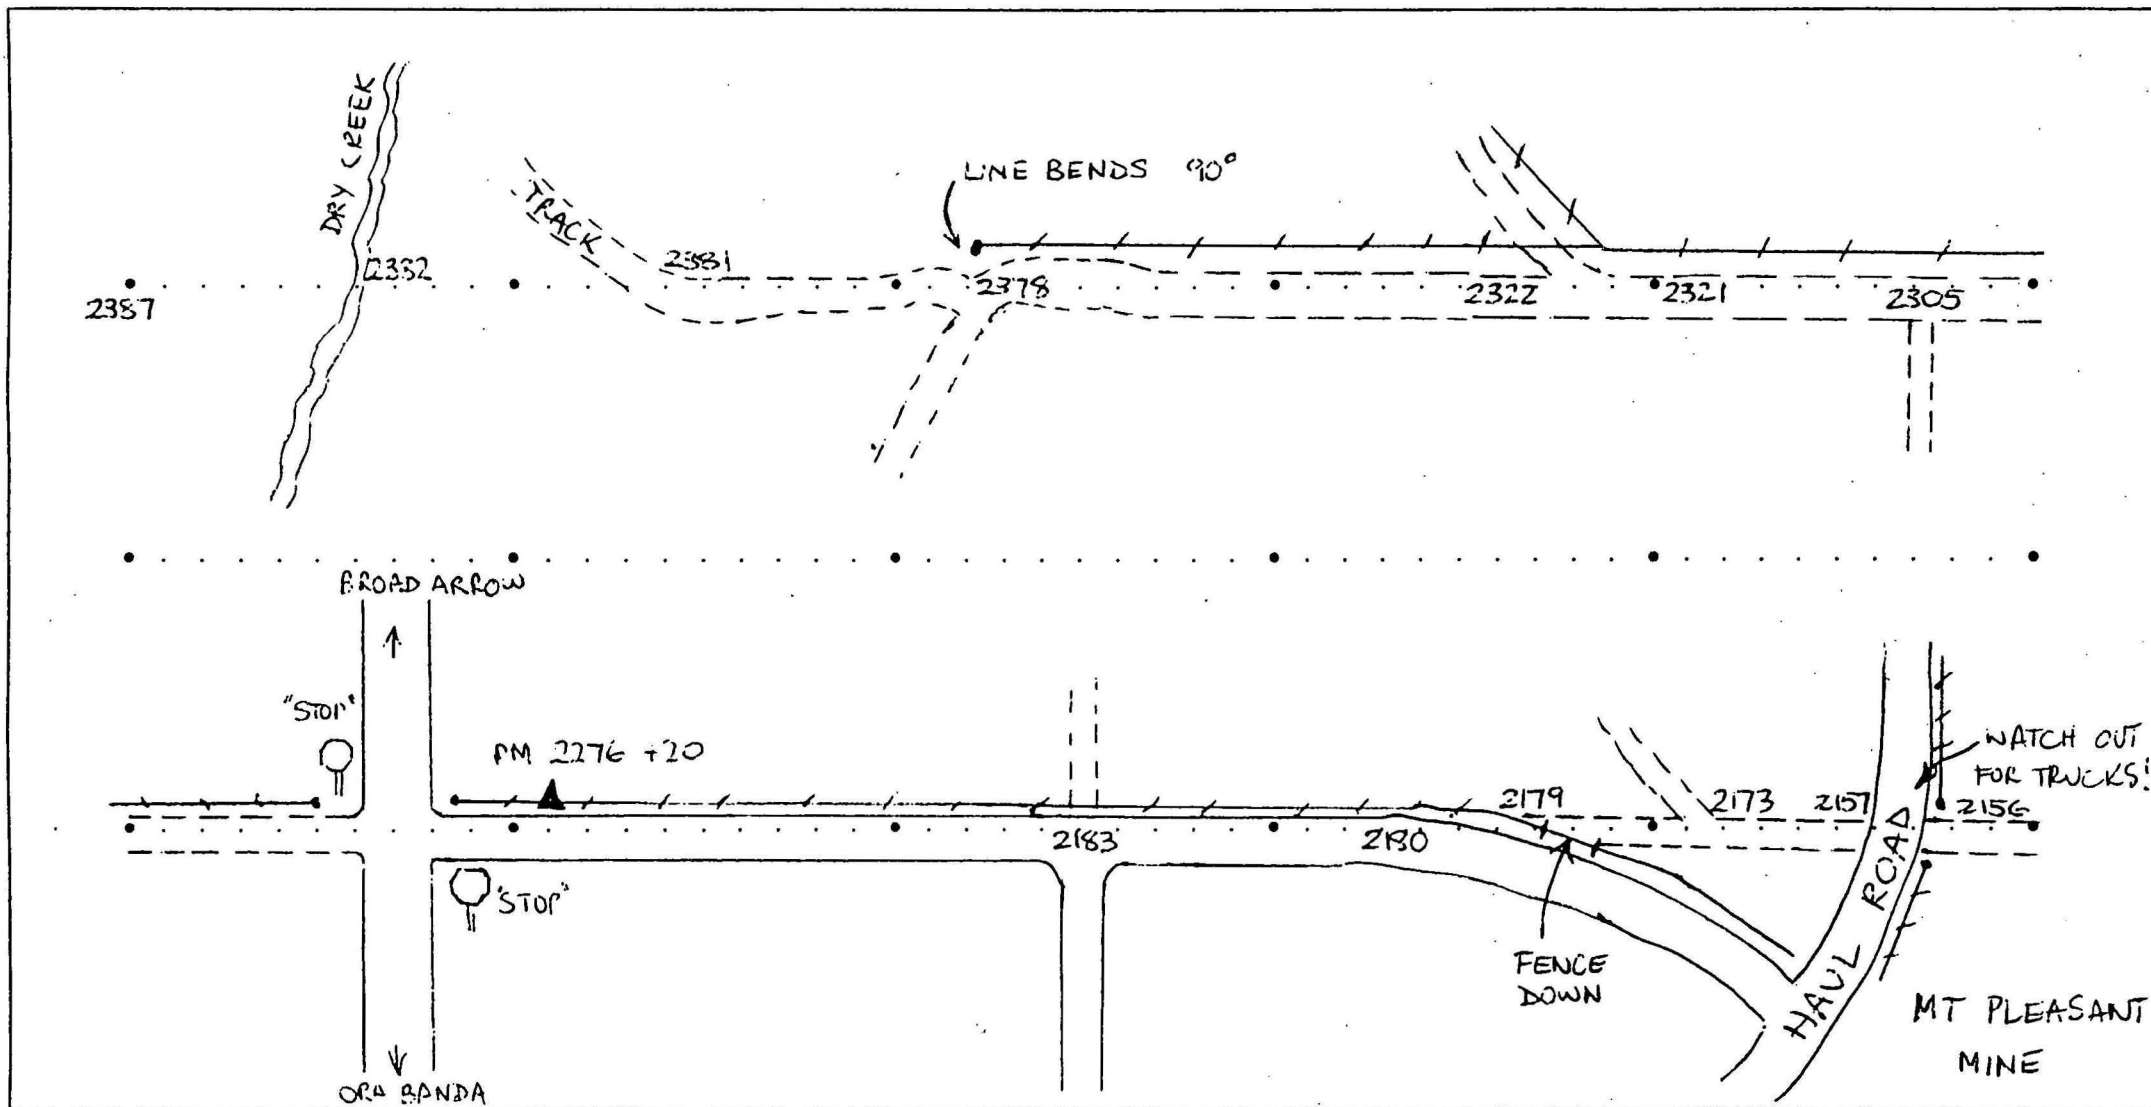 DRY CREEK
TRACK
LINE BENDS 90°
2387
2332
2381
2378
2322
2321
2305
BROAD ARROW
"STOP"
PM 2276 +20
2183
2180
2179
2173
2157
2156
WATCH OUT
FOR TRUCKS!
"STOP"
FENCE
DOWN
HAUL ROAD
MT PLEASANT
MINE
ORA BANDA